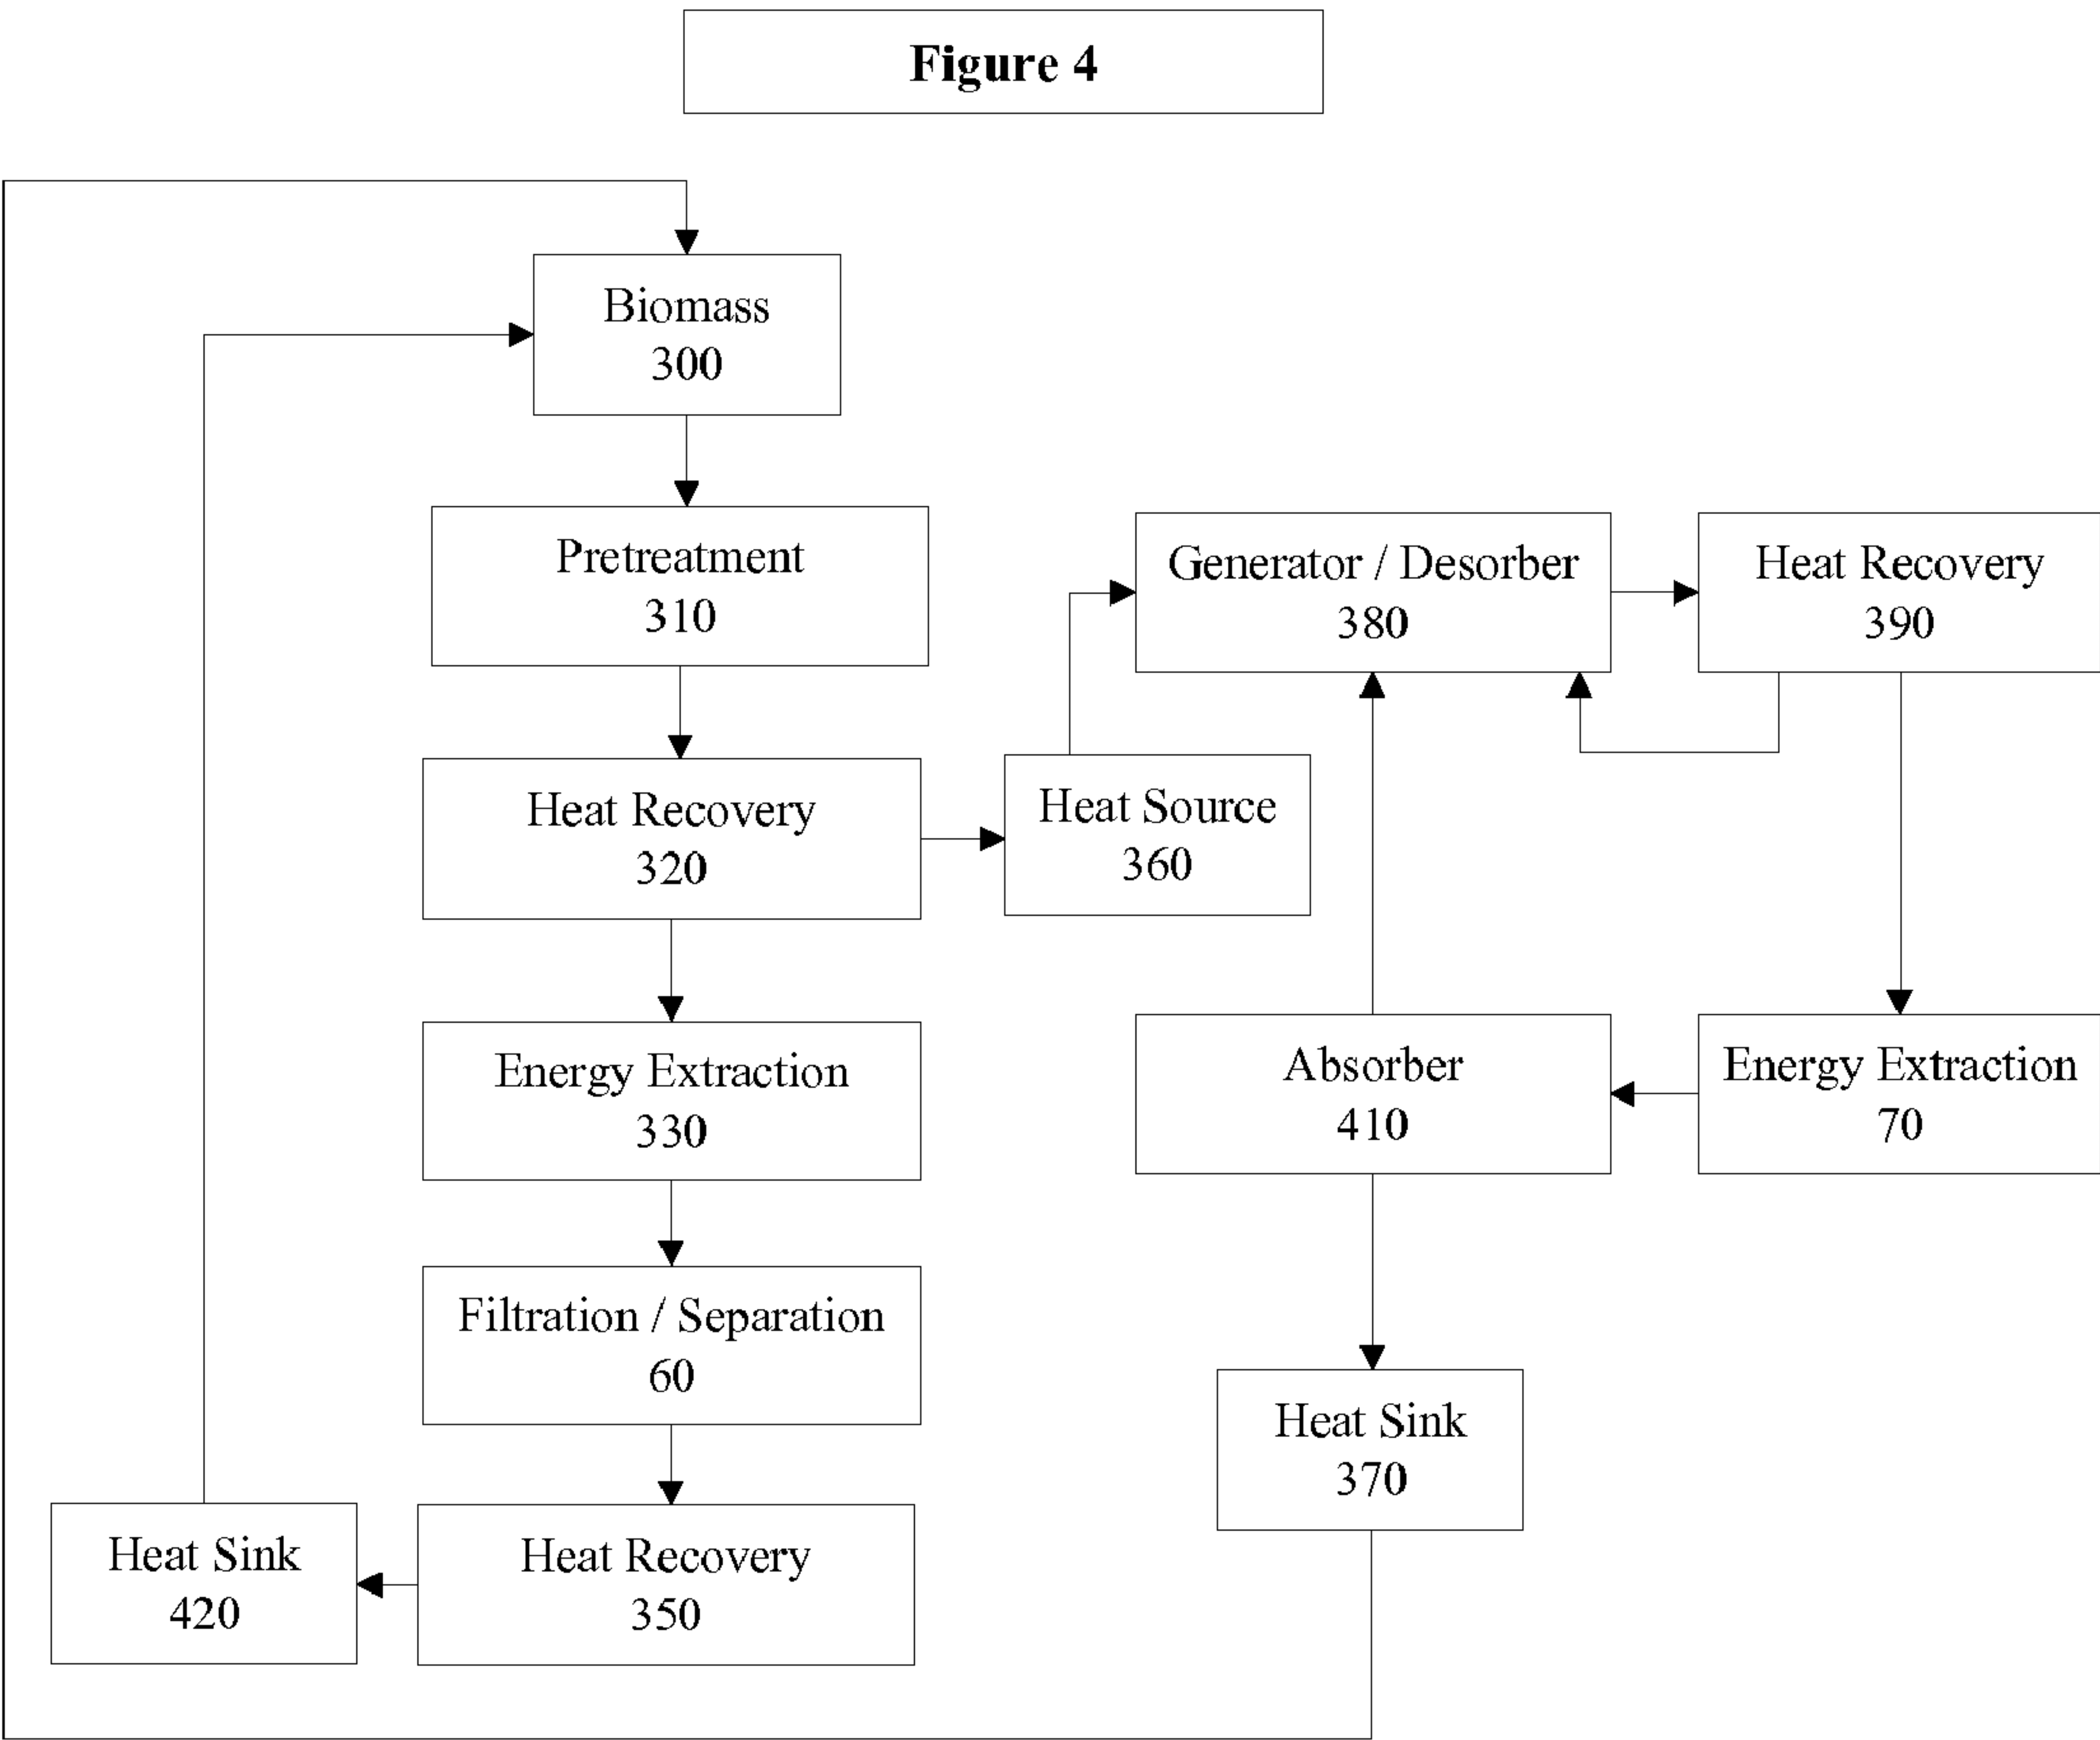 Figure 4
Biomass
300
Pretreatment
310
Generator / Desorber
380
Heat Recovery
390
Heat Recovery
320
Heat Source
360
Energy Extraction
330
Absorber
410
Energy Extraction
70
Filtration / Separation
60
Heat Sink
370
Heat Sink
420
Heat Recovery
350